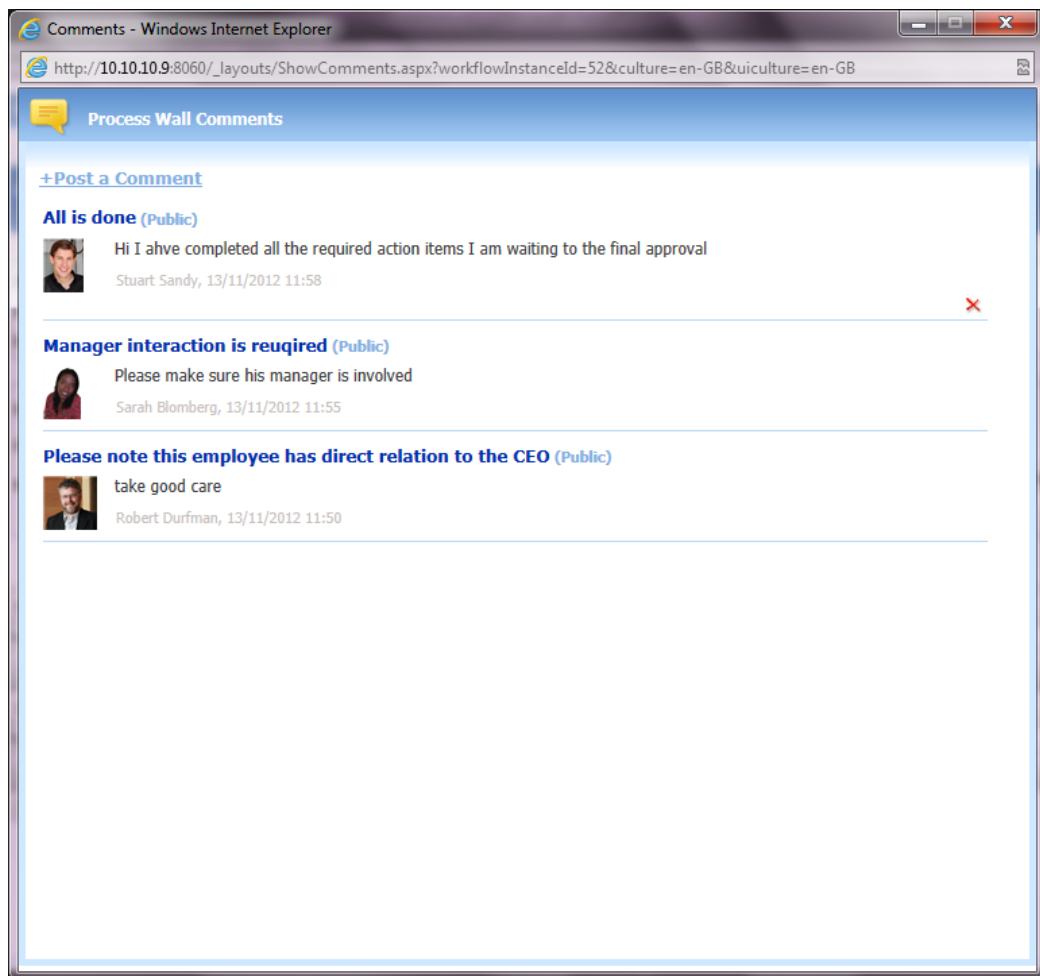 Comments - Windows Internet Explorer
http://10.10.10.9:8060/_layouts/ShowComments.aspx?workflowInstanceId=52&culture=en-GB&uiculture=en-GB
Process Wall Comments
+Post a Comment
All is done (Public)
Hi I ahve completed all the required action items I am waiting to the final approval
Stuart Sandy, 13/11/2012 11:58
Manager interaction is reuqired (Public)
Please make sure his manager is involved
Sarah Blomberg, 13/11/2012 11:55
Please note this employee has direct relation to the CEO (Public)
take good care
Robert Durfman, 13/11/2012 11:50